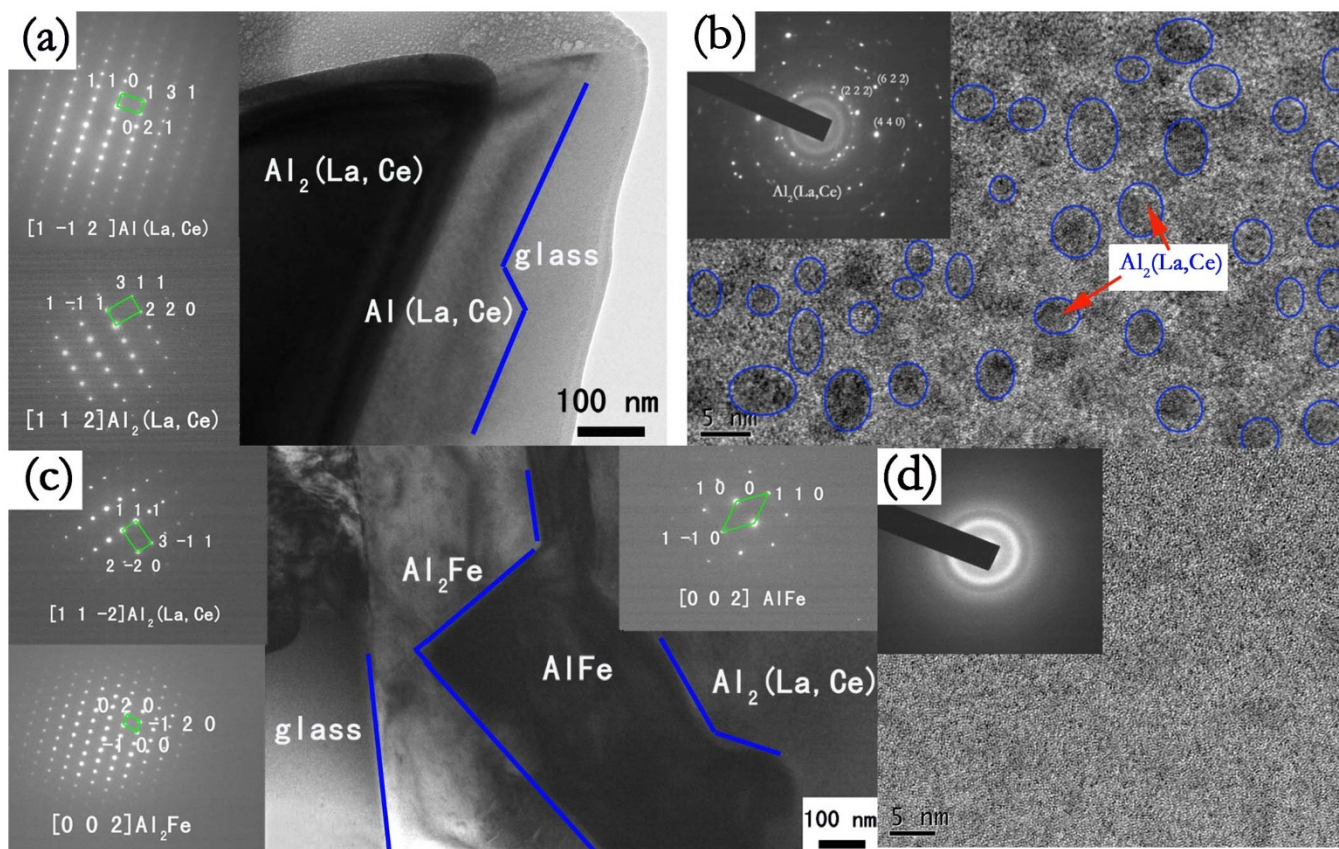 (a)
1 1 0
1 3 1
0 2 1
[1 -1 2 ]Al(La,Ce)
3 1 1
1 -1 1
2 2 0
[1 1 2]Al₂(La,Ce)
Al₂(La,Ce)
glass
Al(La,Ce)
100 nm
(b)
(6 2 2)
(2 2 2)
(4 4 0)
Al₂(La,Ce)
Al₂(La,Ce)
5 nm
(c)
1 1 1
3 -1 1
2 -2 0
[1 1 -2]Al₂(La,Ce)
0 2 0
-1 2 0
-1 0 0
[0 0 2]Al₂Fe
Al₂Fe
AlFe
glass
Al₂(La,Ce)
1 0 0
1 1 0
1 -1 0
[0 0 2] AlFe
100 nm
(d)
5 nm